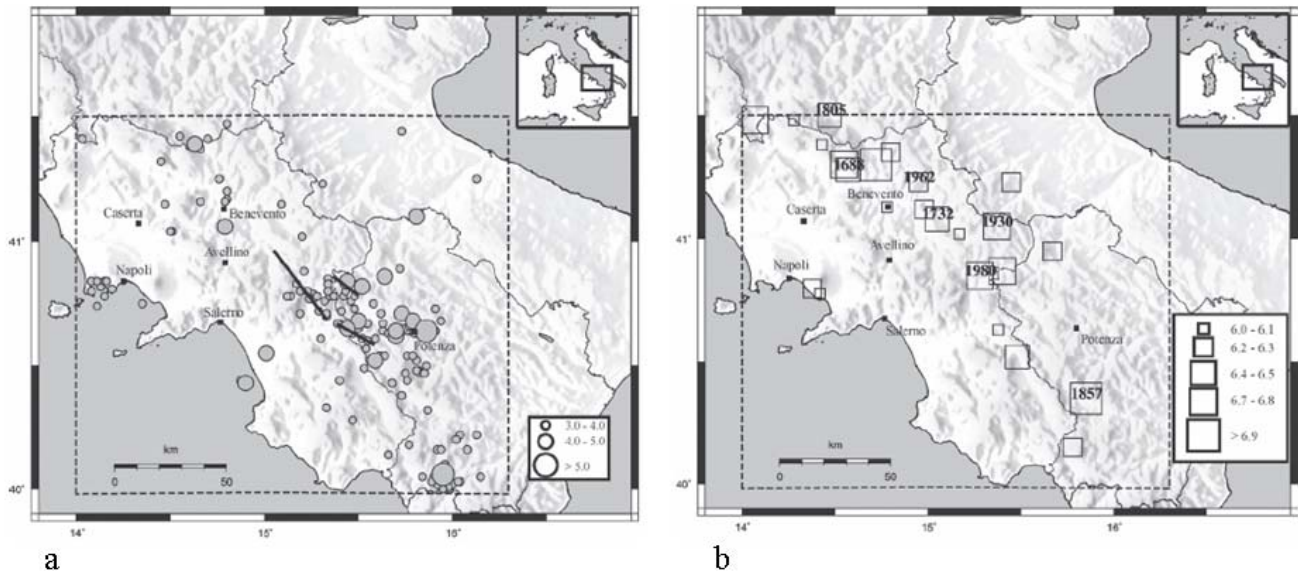 Caserta
Benevento
Avellino
Napoli
Salerno
Potenza
41°
40°
km
0 50
3.0 - 4.0
4.0 - 5.0
> 5.0
14° 15° 16°
a
1805
1688
1962
Benevento
1732
Caserta
1930
Avellino
1980
Napoli
Salerno
Potenza
1857
41°
40°
km
0 50
6.0 - 6.1
6.2 - 6.3
6.4 - 6.5
6.7 - 6.8
> 6.9
14° 15° 16°
b